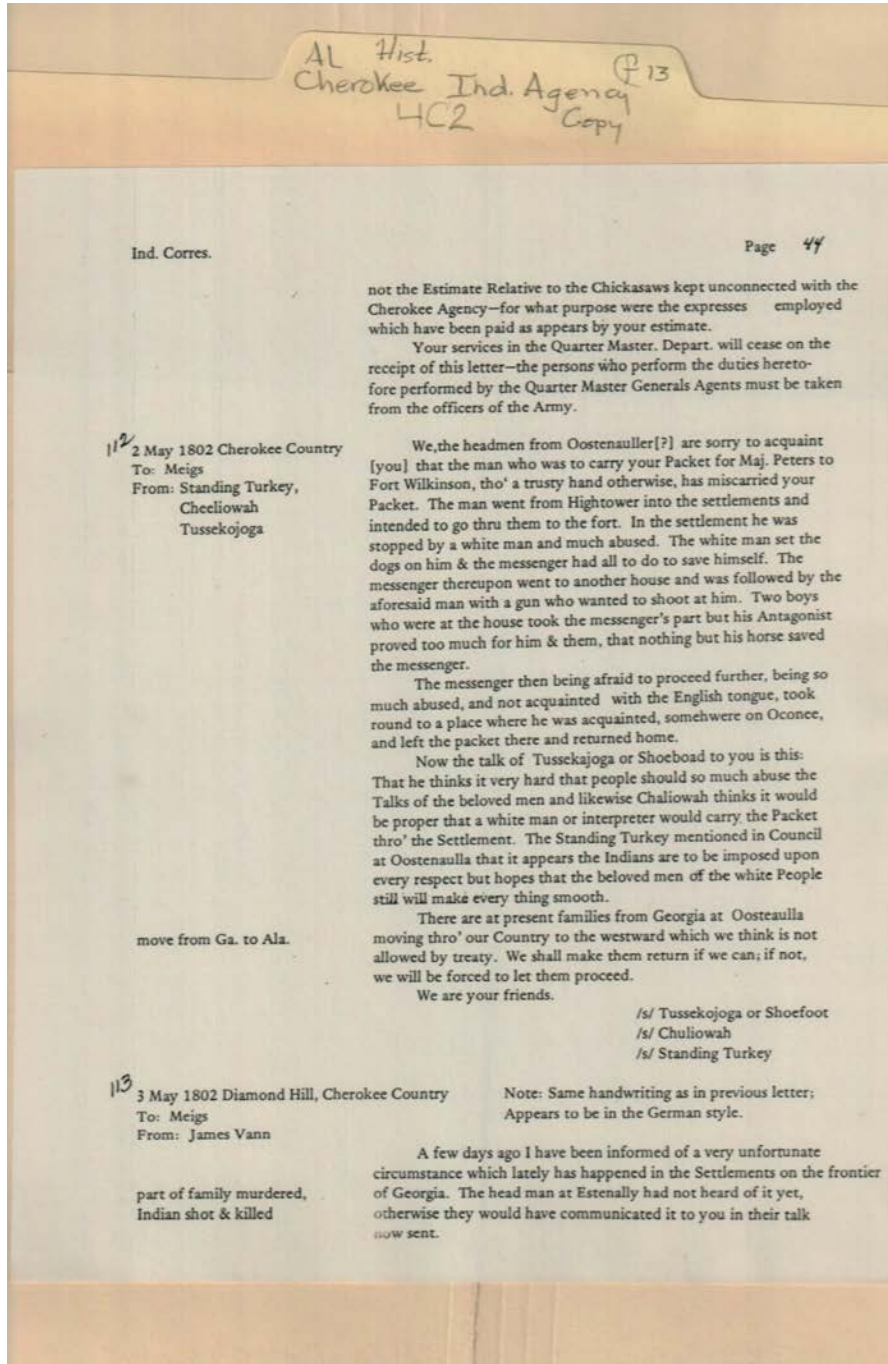 AL Hist. f 13
Cherokee Ind. Agency
4C2 Copy
Ind. Corres.
Page 44
not the Estimate Relative to the Chickasaws kept unconnected with the
Cherokee Agency—for what purpose were the expresses employed
which have been paid as appears by your estimate.
Your services in the Quarter Master. Depart. will cease on the
receipt of this letter—the persons who perform the duties hereto-
fore performed by the Quarter Master Generals Agents must be taken
from the officers of the Army.
112
2 May 1802 Cherokee Country
To: Meigs
From: Standing Turkey,
Cheeliowah
Tussekojoga
We,the headmen from Oostenauller[?] are sorry to acquaint
[you] that the man who was to carry your Packet for Maj. Peters to
Fort Wilkinson, tho' a trusty hand otherwise, has miscarried your
Packet. The man went from Hightower into the settlements and
intended to go thru them to the fort. In the settlement he was
stopped by a white man and much abused. The white man set the
dogs on him & the messenger had all to do to save himself. The
messenger thereupon went to another house and was followed by the
aforesaid man with a gun who wanted to shoot at him. Two boys
who were at the house took the messenger's part but his Antagonist
proved too much for him & them, that nothing but his horse saved
the messenger.
The messenger then being afraid to proceed further, being so
much abused, and not acquainted with the English tongue, took
round to a place where he was acquainted, somehwere on Oconee,
and left the packet there and returned home.
Now the talk of Tussekajoga or Shoeboad to you is this:
That he thinks it very hard that people should so much abuse the
Talks of the beloved men and likewise Chaliowah thinks it would
be proper that a white man or interpreter would carry the Packet
thro' the Settlement. The Standing Turkey mentioned in Council
at Oostenaulla that it appears the Indians are to be imposed upon
every respect but hopes that the beloved men of the white People
still will make every thing smooth.
There are at present families from Georgia at Oosteaulla
move from Ga. to Ala.
moving thro' our Country to the westward which we think is not
allowed by treaty. We shall make them return if we can; if not,
we will be forced to let them proceed.
We are your friends.
/s/ Tussekojoga or Shoefoot
/s/ Chuliowah
/s/ Standing Turkey
113
3 May 1802 Diamond Hill, Cherokee Country
To: Meigs
From: James Vann
Note: Same handwriting as in previous letter;
Appears to be in the German style.
A few days ago I have been informed of a very unfortunate
circumstance which lately has happened in the Settlements on the frontier
part of family murdered,
Indian shot & killed
of Georgia. The head man at Estenally had not heard of it yet,
otherwise they would have communicated it to you in their talk
now sent.